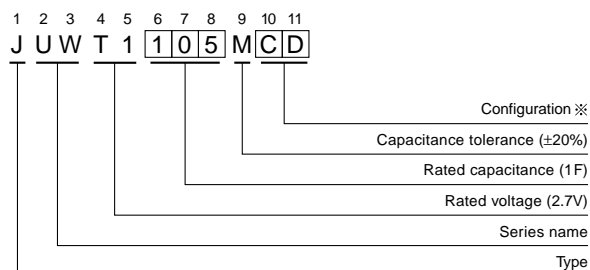 1 2 3 4 5 6 7 8 9 10 11
J U W T 1 1 0 5 M C D
Configuration ※
Capacitance tolerance (±20%)
Rated capacitance (1F)
Rated voltage (2.7V)
Series name
Type